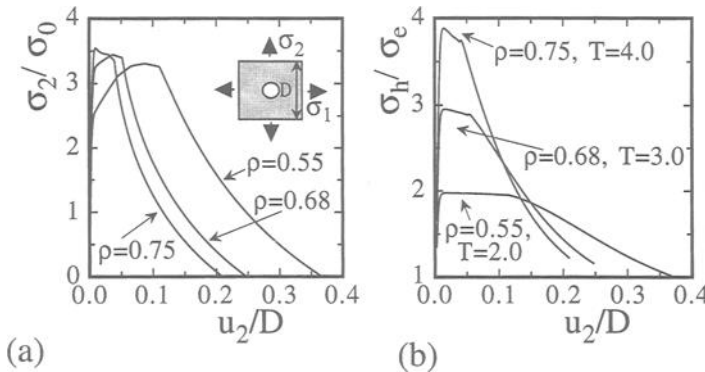 σ₂/ σ₀
4
3
2
1
0
0.0 0.1 0.2 0.3 0.4
u₂/D
σ₂
D
σ₁
ρ=0.55
ρ=0.68
ρ=0.75
(a)
σₕ/ σₑ
4
3
2
1
0.0 0.1 0.2 0.3 0.4
u₂/D
ρ=0.75, T=4.0
ρ=0.68, T=3.0
ρ=0.55,
T=2.0
(b)